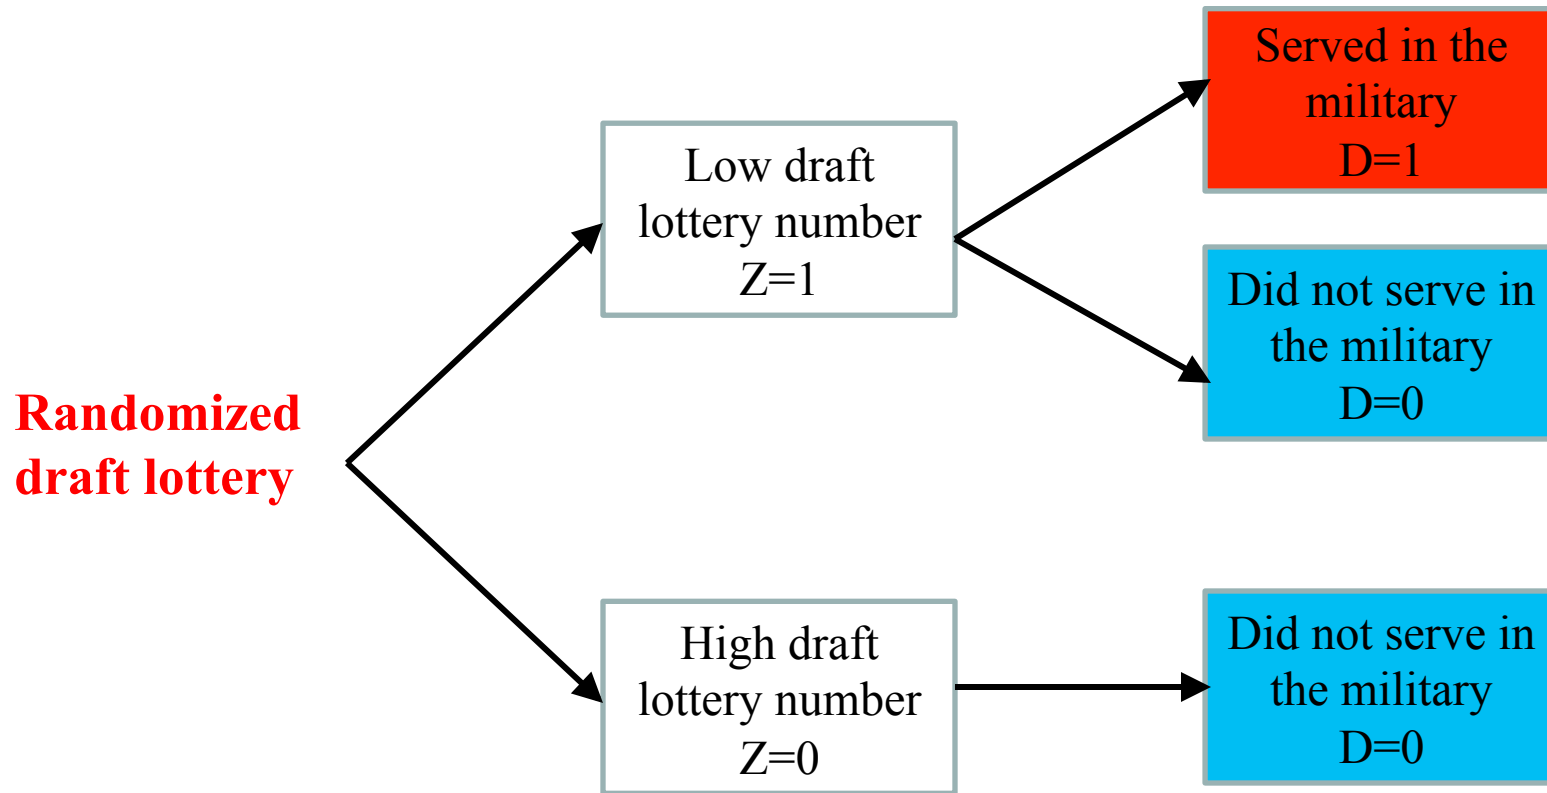 Randomized
draft lottery
Low draft
lottery number
Z=1
Served in the
military
D=1
Did not serve in
the military
D=0
High draft
lottery number
Z=0
Did not serve in
the military
D=0